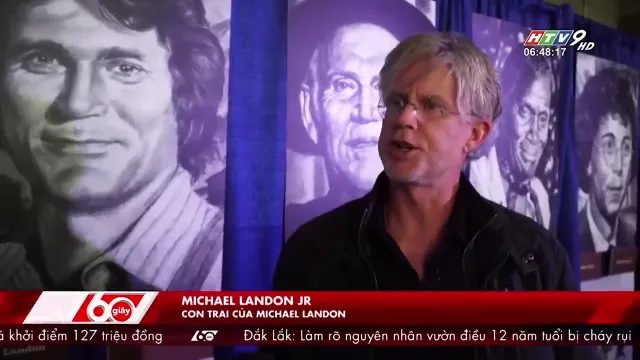 HTV9 HD
06:48:17
MICHAEL LANDON JR
CON TRAI CỦA MICHAEL LANDON
60 giây
á khởi điểm 127 triệu đồng 60 Đắk Lắk: Làm rõ nguyên nhân vườn điều 12 năm tuổi bị cháy rụi